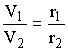 V₁/V₂ = r₁/r₂